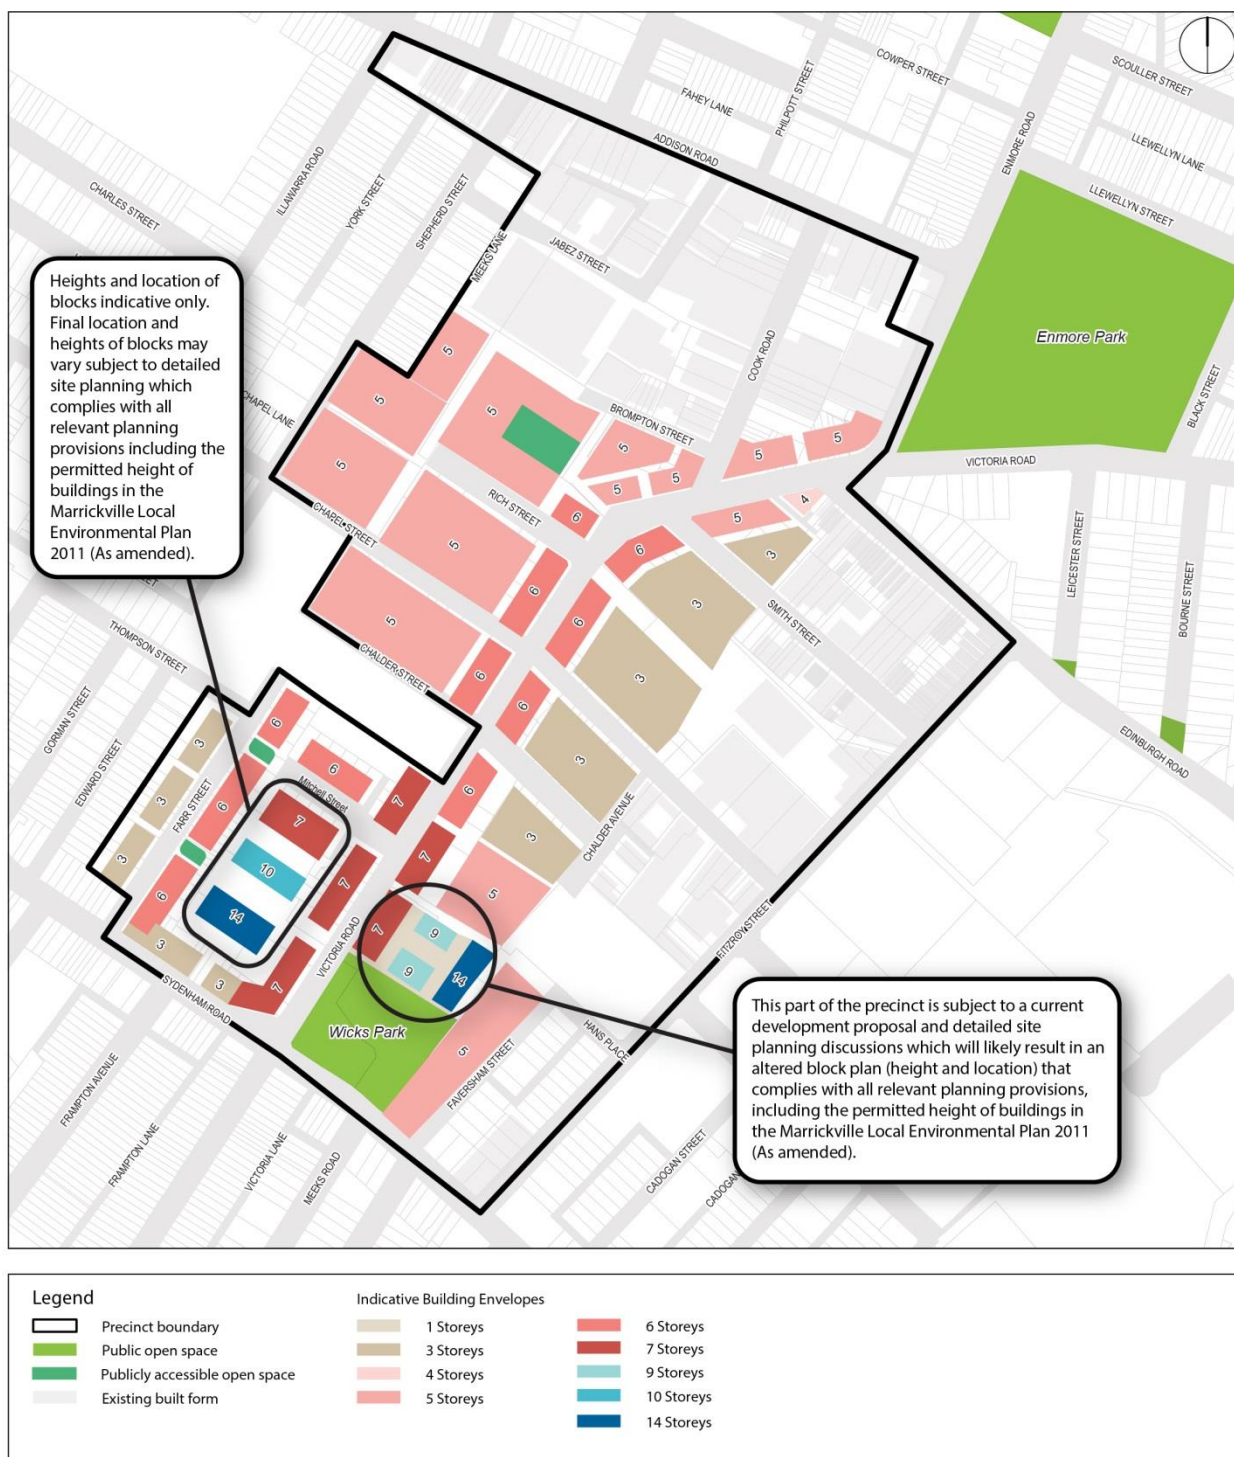 COWPER STREET
SCOULLER STREET
FAHEY LANE
PHILPOTT STREET
ENMORE ROAD
LLEWELLYN LANE
ADDISON ROAD
LLEWELLYN STREET
CHARLES STREET
ILLAWARRA ROAD
YORK STREET
SHEPHERD STREET
MEEKS LANE
JABEZ STREET
Heights and location of
blocks indicative only.
Final location and
heights of blocks may
vary subject to detailed
site planning which
complies with all
relevant planning
provisions including the
permitted height of
buildings in the
Marrickville Local
Environmental Plan
2011 (As amended).
COOK ROAD
Enmore Park
BLACK STREET
CHAPEL LANE
5
5
5
5
BROMPTON STREET
5
5
5
5
5
VICTORIA ROAD
RICH STREET
CHAPEL STREET
6
5
4
5
6
3
LEICESTER STREET
BOURNE STREET
6
6
3
SMITH STREET
5
THOMPSON STREET
CHALDER STREET
6
6
3
GORMAN STREET
EDWARD STREET
EDINBURGH ROAD
3
6
6
Mitchell Street
7
6
3
3
FARR STREET
6
7
CHALDER AVENUE
3
7
3
10
7
5
6
14
VICTORIA ROAD
7
9
9
14
FITZROY STREET
3
3
7
SYDENHAM ROAD
Wicks Park
5
FAVERSHAM STREET
HANS PLACE
This part of the precinct is subject to a current
development proposal and detailed site
planning discussions which will likely result in an
altered block plan (height and location) that
complies with all relevant planning provisions,
including the permitted height of buildings in
the Marrickville Local Environmental Plan 2011
(As amended).
FRAMPTON AVENUE
FRAMPTON LANE
VICTORIA LANE
MEEKS ROAD
CADOGAN STREET
CADOGAN
Legend
Precinct boundary
Public open space
Publicly accessible open space
Existing built form
Indicative Building Envelopes
1 Storeys
3 Storeys
4 Storeys
5 Storeys
6 Storeys
7 Storeys
9 Storeys
10 Storeys
14 Storeys